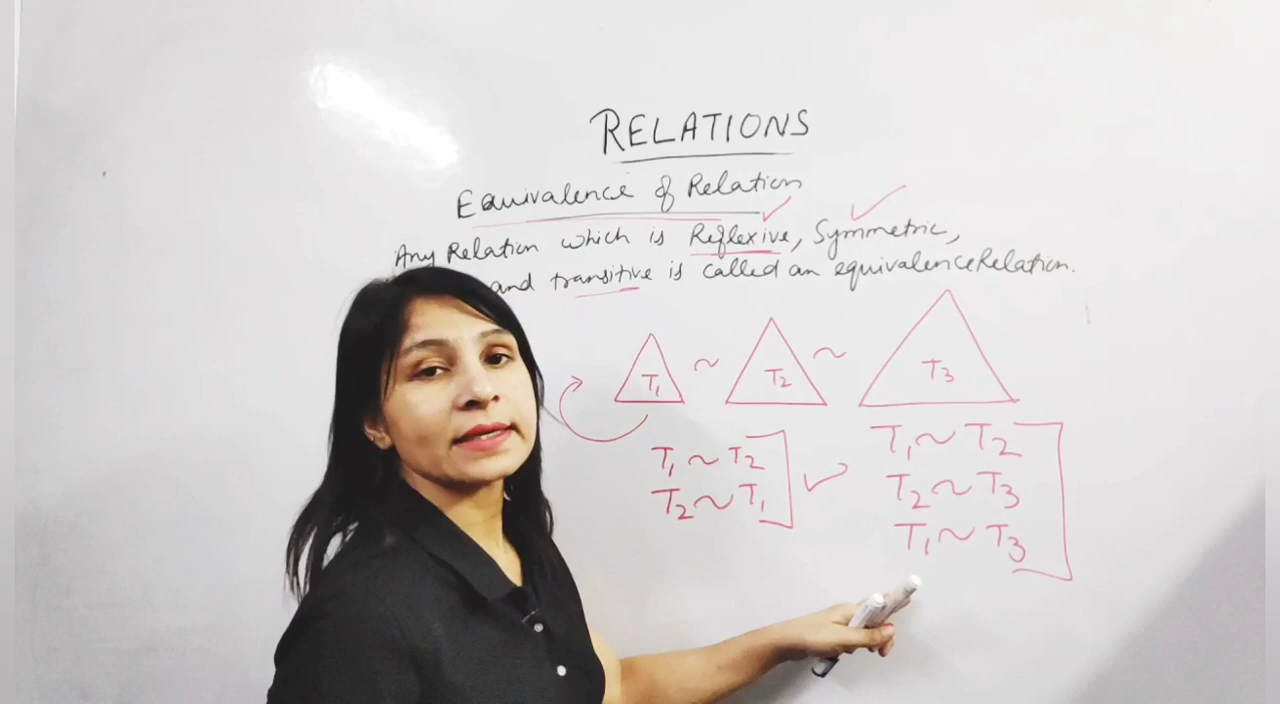 RELATIONS
Equivalence of Relation
Any Relation which is Reflexive, Symmetric,
and transitive is called an equivalence Relation.
T₁ ~ T₂ ~ T₃
T₁ ~ T₂
T₂ ~ T₁
T₁ ~ T₂
T₂ ~ T₃
T₁ ~ T₃